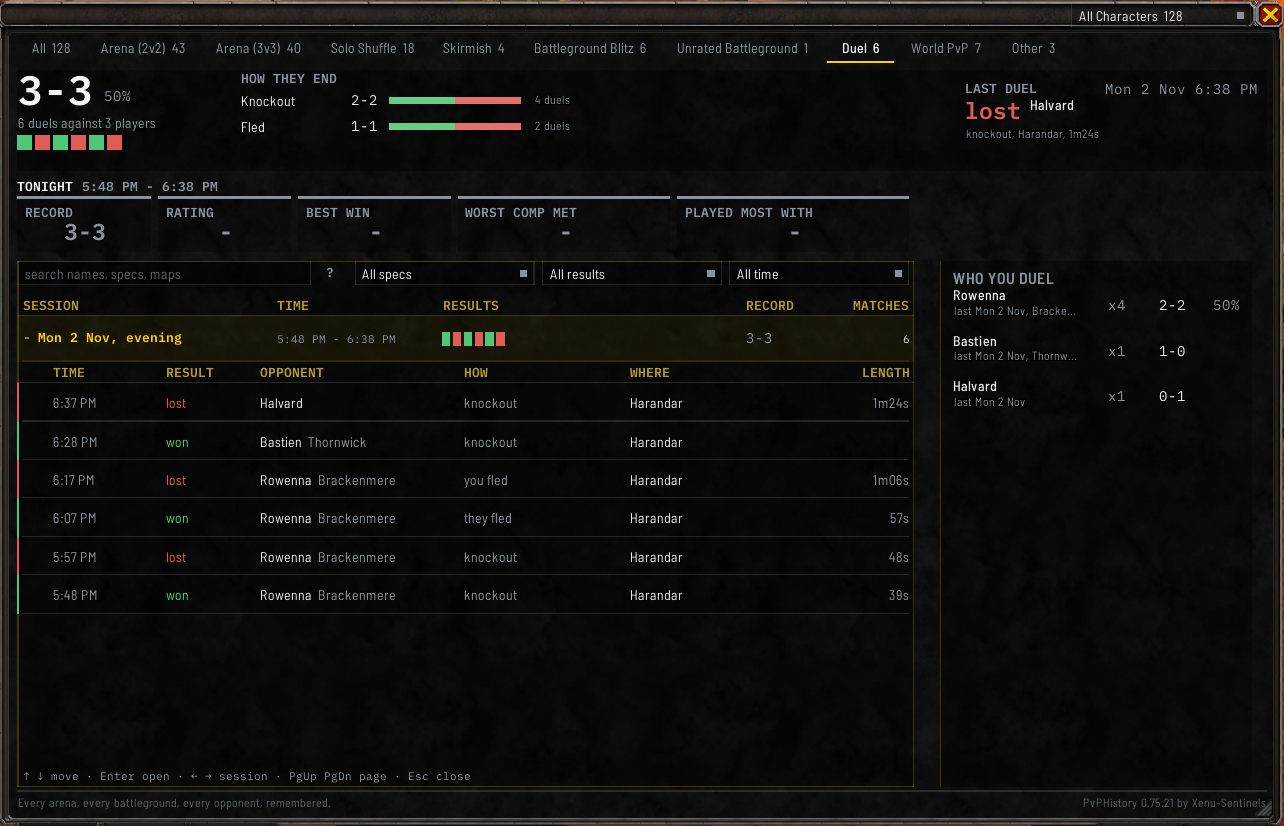 All Characters 128
All 128 Arena (2v2) 43 Arena (3v3) 40 Solo Shuffle 18 Skirmish 4 Battleground Blitz 6 Unrated Battleground 1 Duel 6 World PvP 7 Other 3
3-3 50%
6 duels against 3 players
HOW THEY END
Knockout 2-2 4 duels
Fled 1-1 2 duels
LAST DUEL Mon 2 Nov 6:38 PM
lost Halvard
knockout, Harandar, 1m24s
TONIGHT 5:48 PM - 6:38 PM
RECORD RATING BEST WIN WORST COMP MET PLAYED MOST WITH
3-3 - - - -
search names, specs, maps ? All specs All results All time
SESSION TIME RESULTS RECORD MATCHES
- Mon 2 Nov, evening 5:48 PM - 6:38 PM 3-3 6
TIME RESULT OPPONENT HOW WHERE LENGTH
6:37 PM lost Halvard knockout Harandar 1m24s
6:28 PM won Bastien Thornwick knockout Harandar
6:17 PM lost Rowenna Brackenmere you fled Harandar 1m06s
6:07 PM won Rowenna Brackenmere they fled Harandar 57s
5:57 PM lost Rowenna Brackenmere knockout Harandar 48s
5:48 PM won Rowenna Brackenmere knockout Harandar 39s
↑ ↓ move · Enter open · ← → session · PgUp PgDn page · Esc close
WHO YOU DUEL
Rowenna x4 2-2 50%
last Mon 2 Nov, Bracke...
Bastien x1 1-0
last Mon 2 Nov, Thornw...
Halvard x1 0-1
last Mon 2 Nov
Every arena, every battleground, every opponent, remembered.
PvPHistory 0.75.21 by Xenu-Sentinels